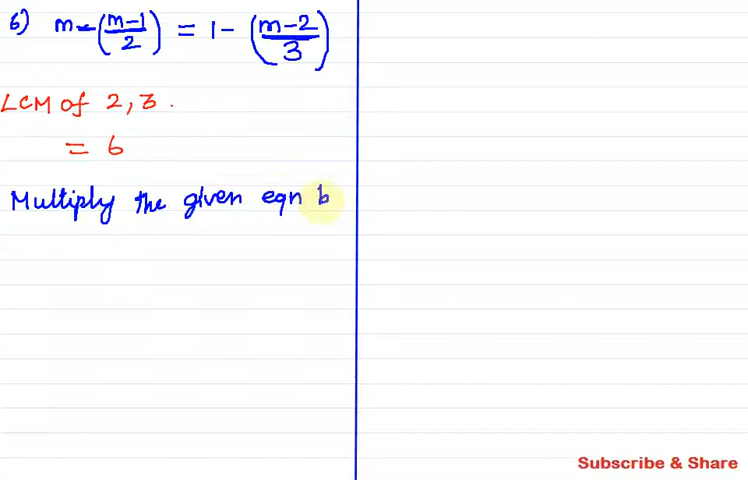 6) m-(m-1/2) = 1-(m-2/3)
LCM of 2, 3.
= 6
Multiply the given eqn b
Subscribe & Share